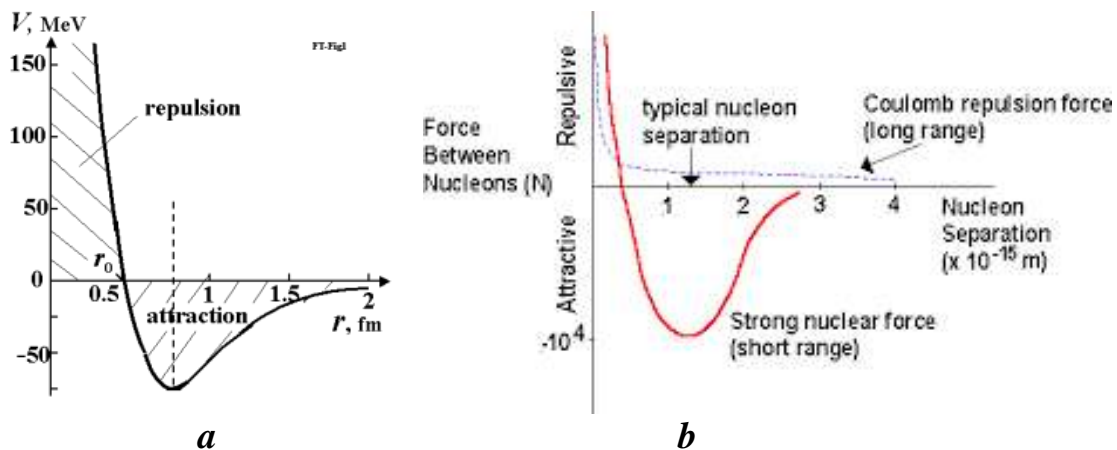 V, MeV
FT-Fig1
150
repulsion
100
50
r0
0
0.5
1
1.5
2
attraction
r, fm
-50
a
Repulsive
typical nucleon
separation
Coulomb repulsion force
(long range)
Force
Between
Nucleons (N)
1
2
3
4
Nucleon
Separation
(x 10⁻¹⁵ m)
Attractive
-10⁴
Strong nuclear force
(short range)
b